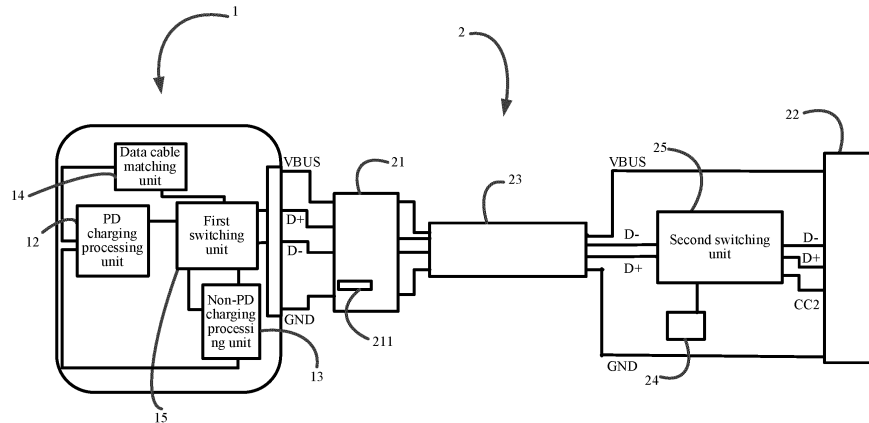 1
2
22
VBUS
21
25
VBUS
Data cable
matching
unit
14
23
D+
PD
charging
processing
unit
12
First
switching
unit
D-
D-
D+
Second switching
unit
D-
D+
CC2
Non-PD
charging
processi
ng unit
211
GND
13
24
GND
15